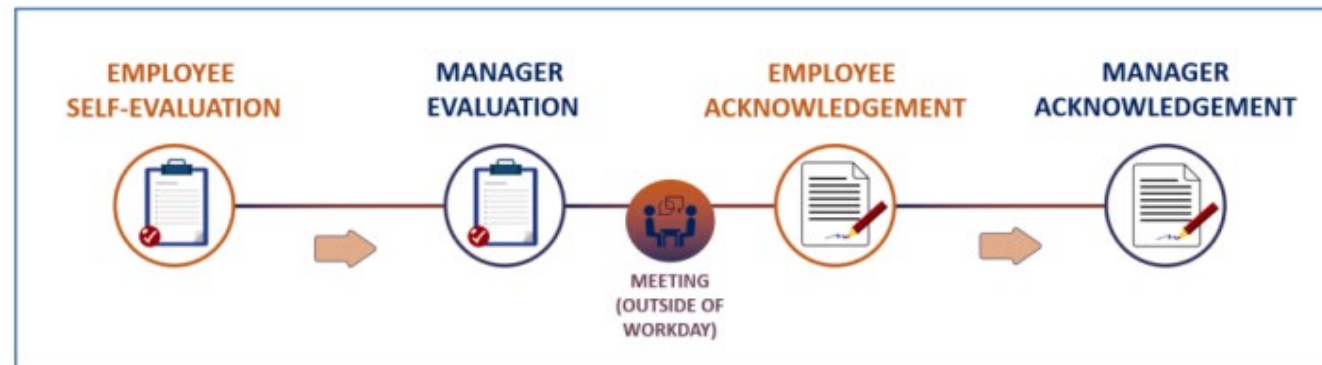 EMPLOYEE
SELF-EVALUATION
MANAGER
EVALUATION
MEETING
(OUTSIDE OF
WORKDAY)
EMPLOYEE
ACKNOWLEDGEMENT
MANAGER
ACKNOWLEDGEMENT